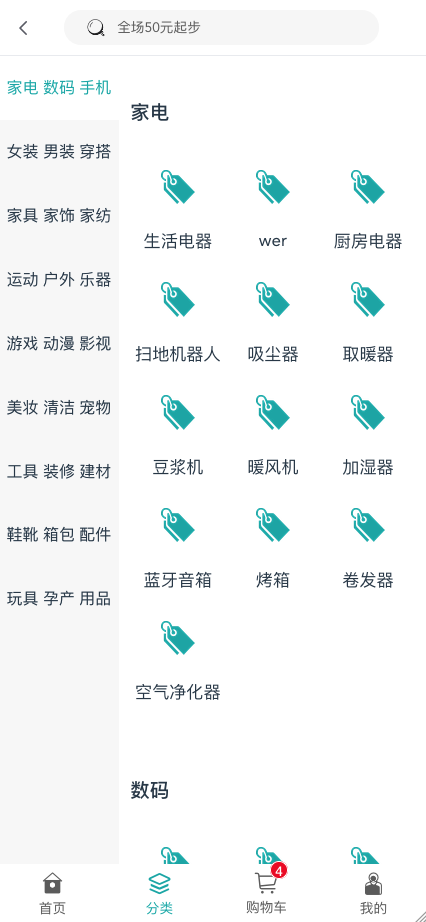 全场50元起步
家电 数码 手机
女装 男装 穿搭
家具 家饰 家纺
运动 户外 乐器
游戏 动漫 影视
美妆 清洁 宠物
工具 装修 建材
鞋靴 箱包 配件
玩具 孕产 用品
家电
生活电器 wer 厨房电器
扫地机器人 吸尘器 取暖器
豆浆机 暖风机 加湿器
蓝牙音箱 烤箱 卷发器
空气净化器
数码
4
首页 分类 购物车 我的